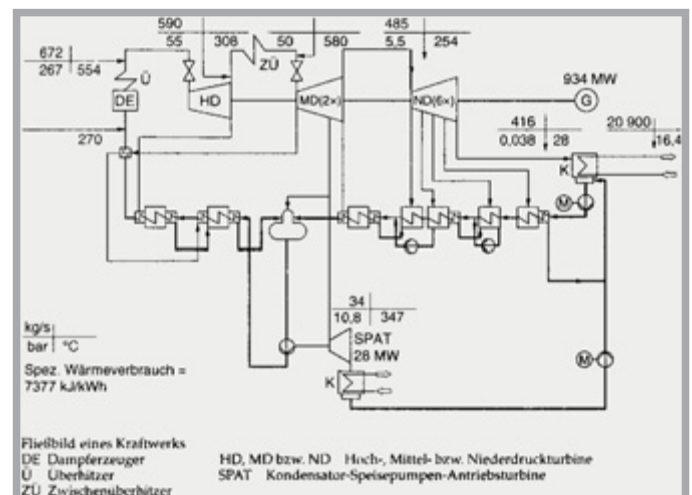 590
55 308
50 580
485
5,5 254
672
267 554
Ü
ZÜ
DE
HD
MD(2×)
ND(6×)
934 MW
G
270
416
0,038 28
20 900
16,4
K
M
34
10,8 347
SPAT
28 MW
K
M
kg/s
bar °C
Spez. Wärmeverbrauch =
7377 kJ/kWh
Fließbild eines Kraftwerks
DE Dampferzeuger
Ü Überhitzer
ZÜ Zwischenüberhitzer
HD, MD bzw. ND Hoch-, Mittel- bzw. Niederdruckturbine
SPAT Kondensator-Speisepumpen-Antriebsturbine